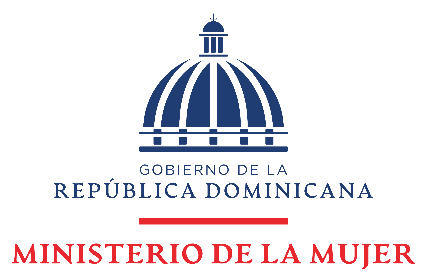 GOBIERNO DE LA
REPÚBLICA DOMINICANA
MINISTERIO DE LA MUJER